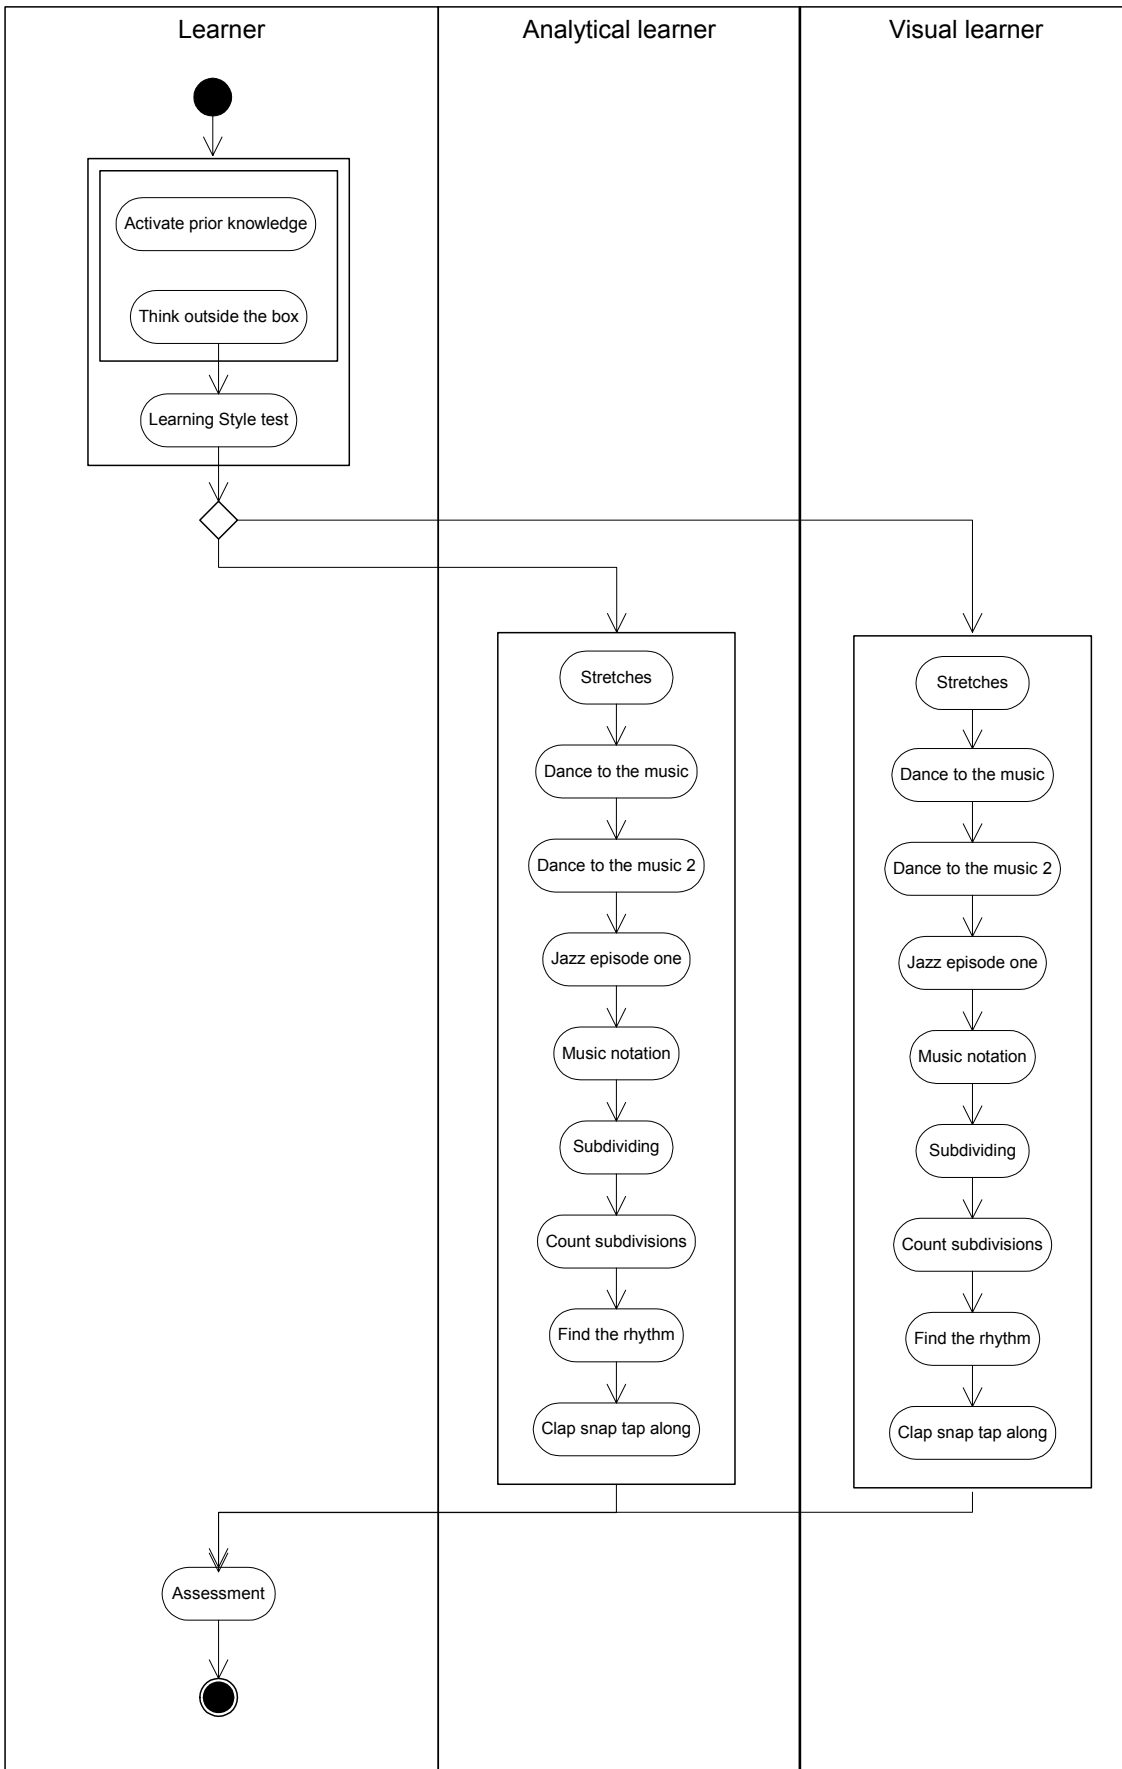 Learner
Analytical learner
Visual learner
Activate prior knowledge
Think outside the box
Learning Style test
Stretches
Dance to the music
Dance to the music 2
Jazz episode one
Music notation
Subdividing
Count subdivisions
Find the rhythm
Clap snap tap along
Stretches
Dance to the music
Dance to the music 2
Jazz episode one
Music notation
Subdividing
Count subdivisions
Find the rhythm
Clap snap tap along
Assessment